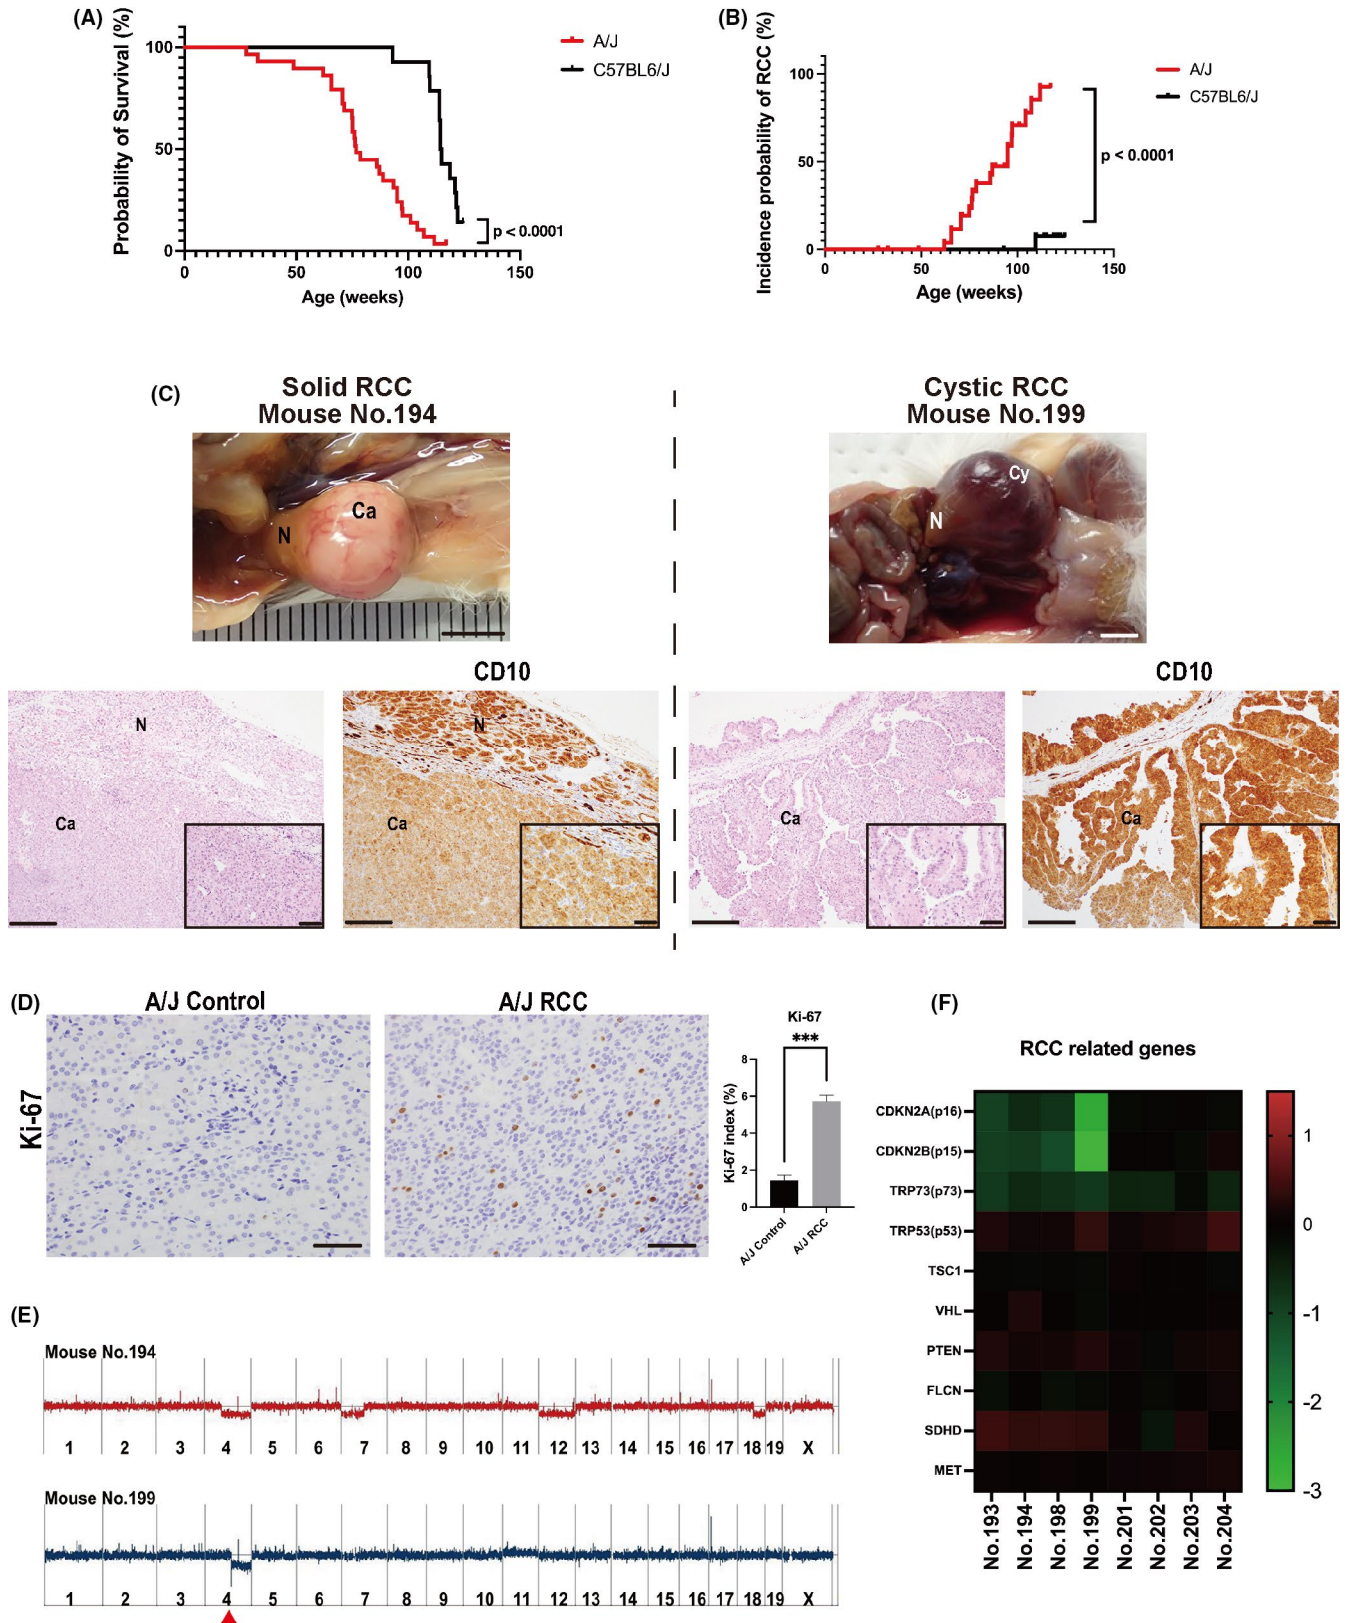 (A)
Probability of Survival (%)
100
50
0
0 50 100 150
Age (weeks)
A/J
C57BL6/J
p < 0.0001
(B)
Incidence probability of RCC (%)
100
50
0
0 50 100 150
Age (weeks)
A/J
C57BL6/J
p < 0.0001
(C)
Solid RCC
Mouse No.194
Ca
N
Cystic RCC
Mouse No.199
Cy
N
CD10
N
Ca
N
Ca
CD10
Ca
Ca
(D)
A/J Control
A/J RCC
Ki-67
Ki-67
***
8
6
4
2
0
Ki-67 index (%)
A/J Control
A/J RCC
(E)
Mouse No.194
1 2 3 4 5 6 7 8 9 10 11 12 13 14 15 16 17 18 19 X
Mouse No.199
1 2 3 4 5 6 7 8 9 10 11 12 13 14 15 16 17 18 19 X
(F)
RCC related genes
CDKN2A(p16)
CDKN2B(p15)
TRP73(p73)
TRP53(p53)
TSC1
VHL
PTEN
FLCN
SDHD
MET
No.193 No.194 No.198 No.199 No.201 No.202 No.203 No.204
1
0
-1
-2
-3